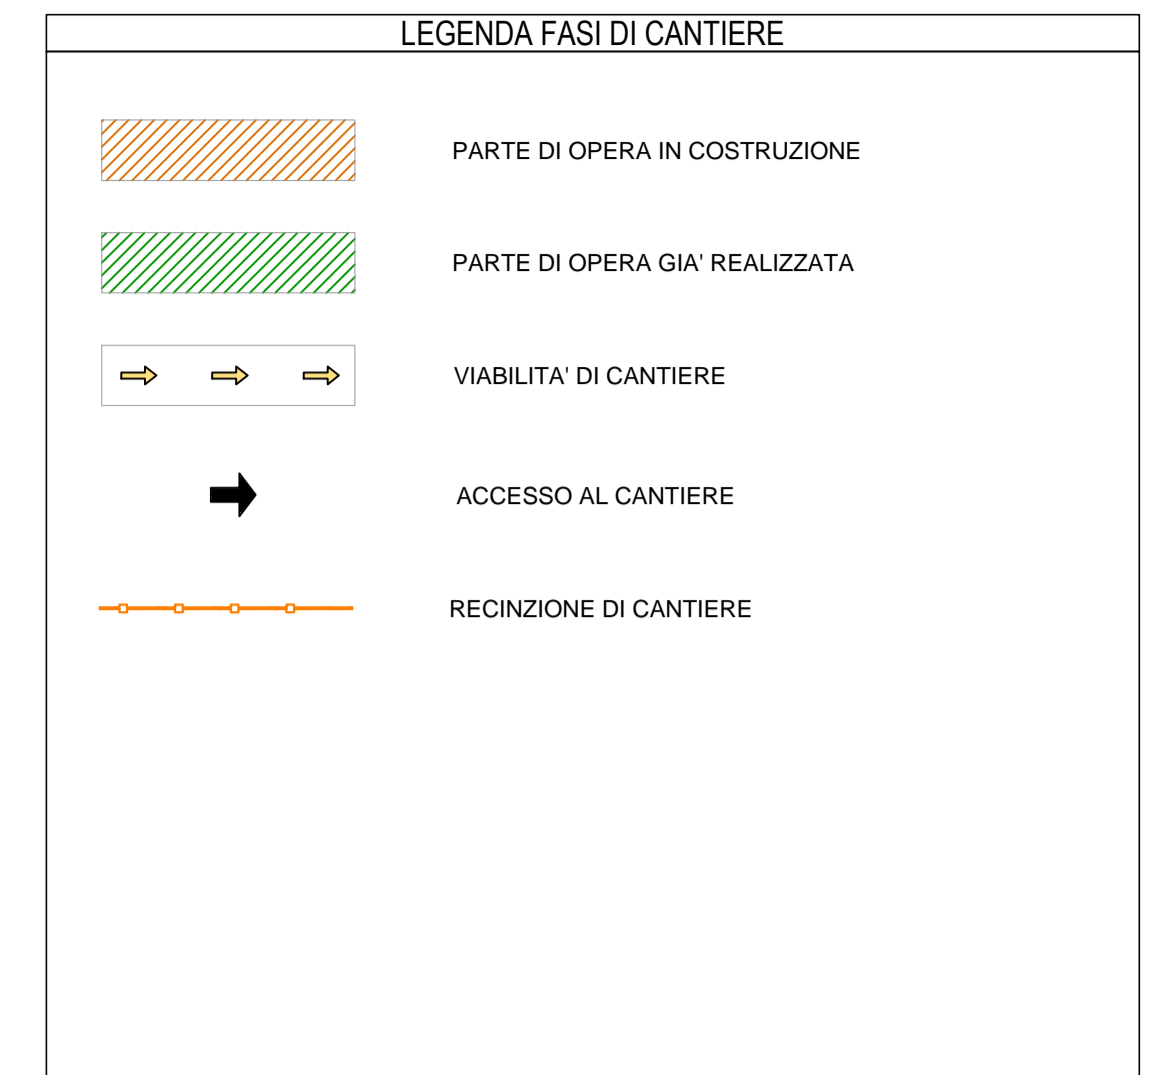 LEGENDA FASI DI CANTIERE
PARTE DI OPERA IN COSTRUZIONE
PARTE DI OPERA GIA' REALIZZATA
VIABILITA' DI CANTIERE
ACCESSO AL CANTIERE
RECINZIONE DI CANTIERE